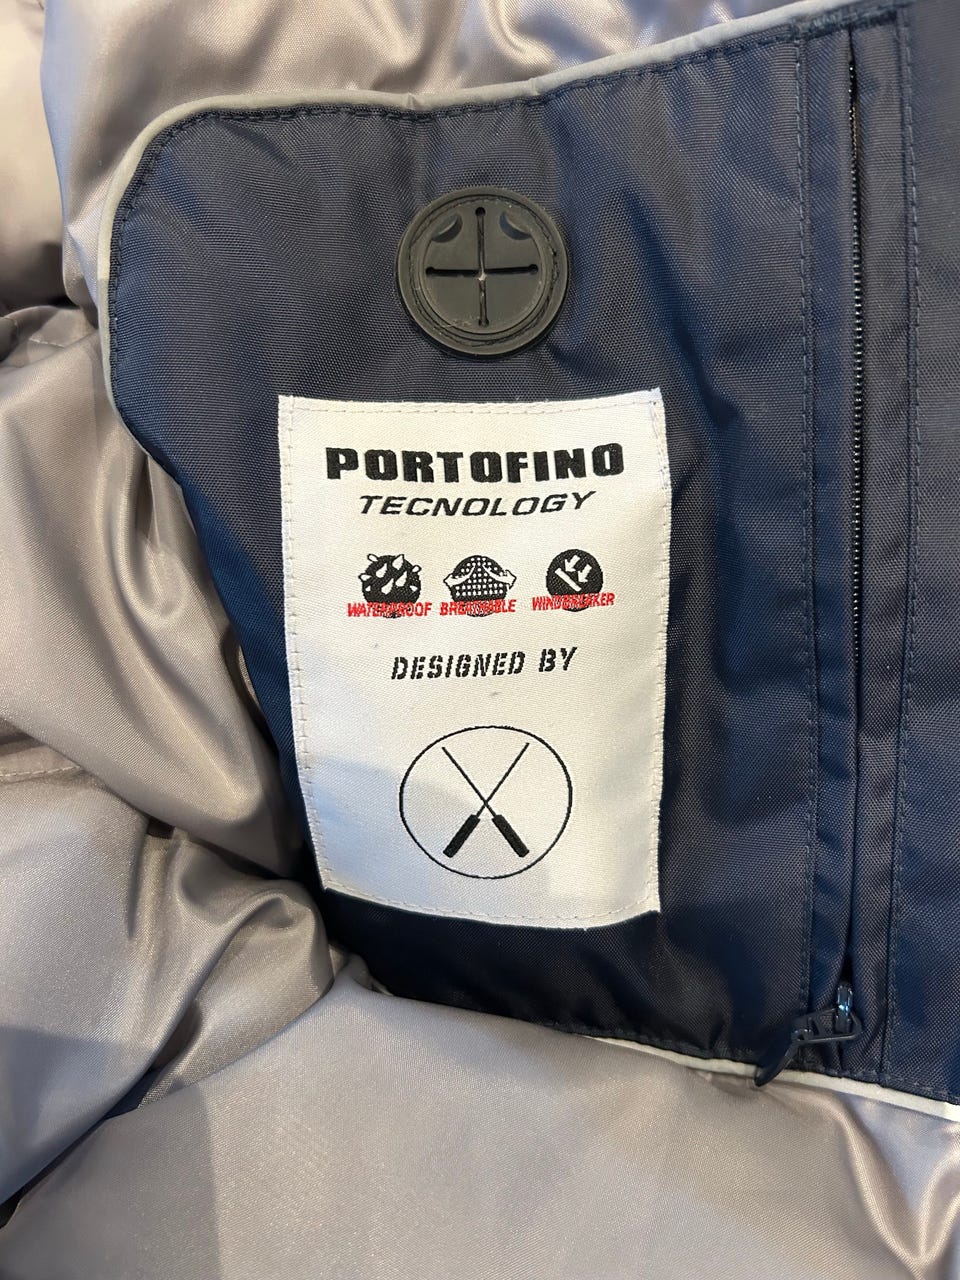 PORTOFINO
TECNOLOGY
WATERPROOF BREATHABLE WINDBREAKER
DESIGNED BY